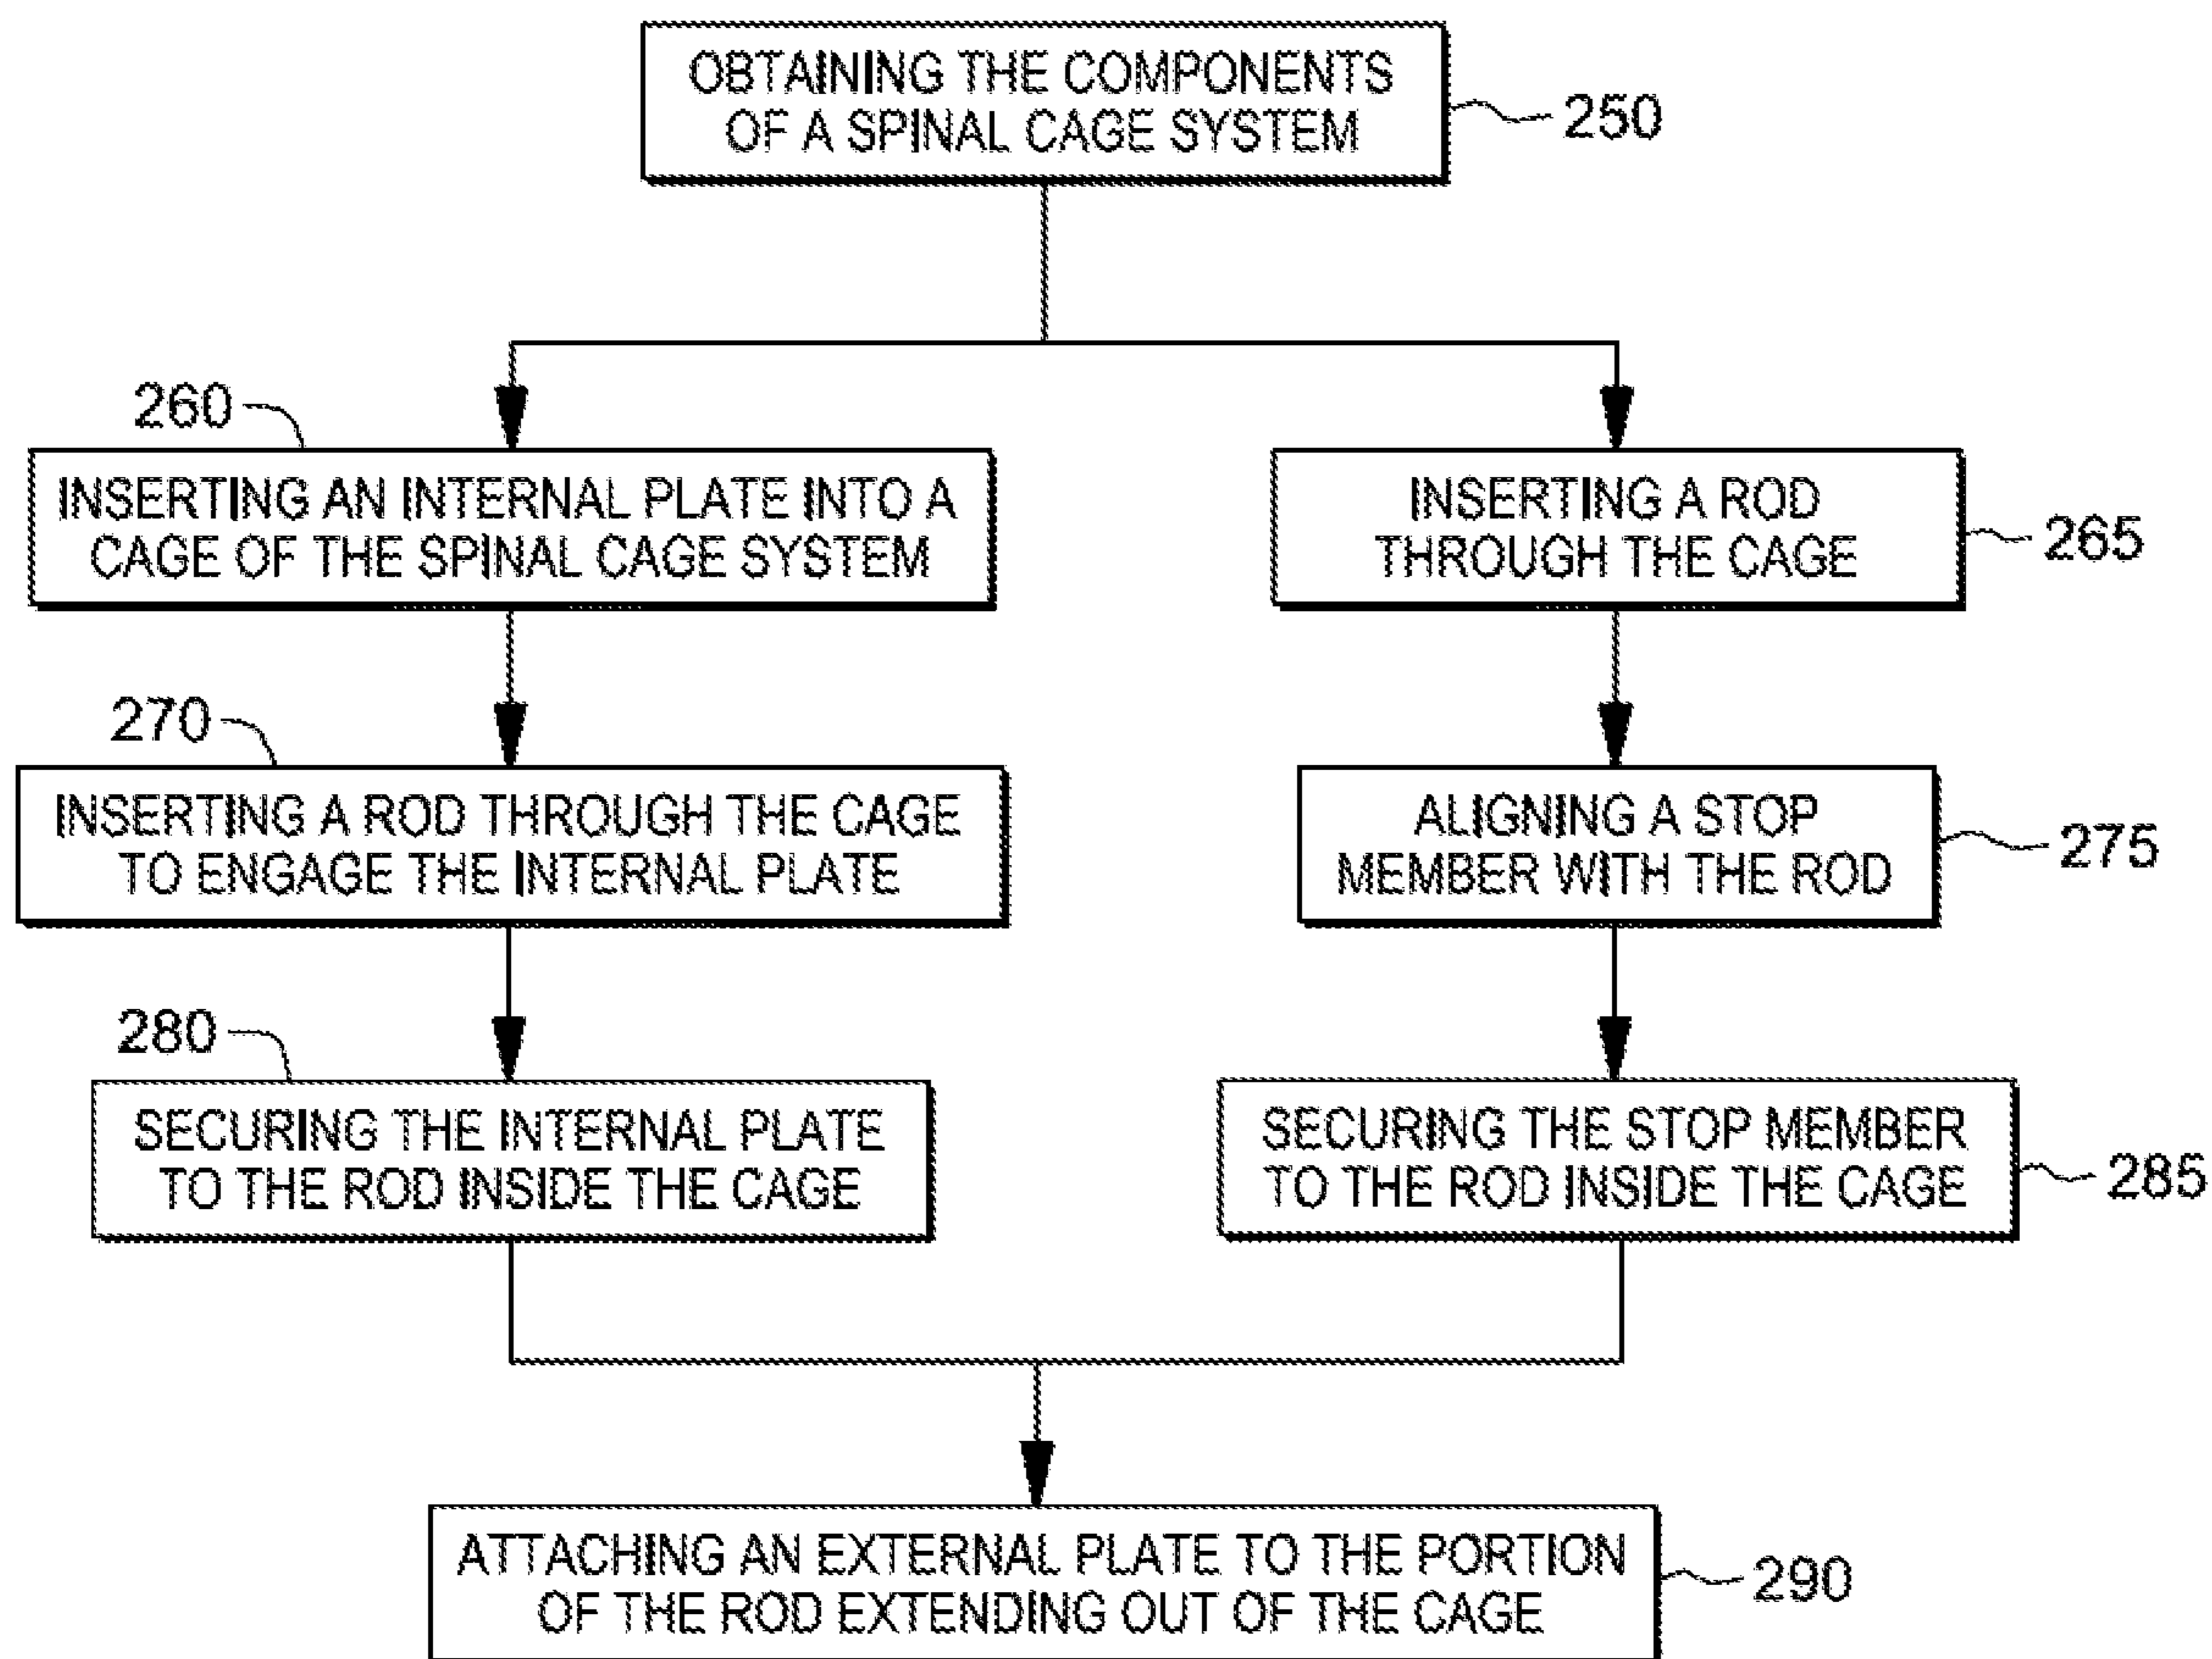 OBTAINING THE COMPONENTS
OF A SPINAL CAGE SYSTEM
250
260
INSERTING AN INTERNAL PLATE INTO A
CAGE OF THE SPINAL CAGE SYSTEM
INSERTING A ROD
THROUGH THE CAGE
265
270
INSERTING A ROD THROUGH THE CAGE
TO ENGAGE THE INTERNAL PLATE
ALIGNING A STOP
MEMBER WITH THE ROD
275
280
SECURING THE INTERNAL PLATE
TO THE ROD INSIDE THE CAGE
SECURING THE STOP MEMBER
TO THE ROD INSIDE THE CAGE
285
ATTACHING AN EXTERNAL PLATE TO THE PORTION
OF THE ROD EXTENDING OUT OF THE CAGE
290